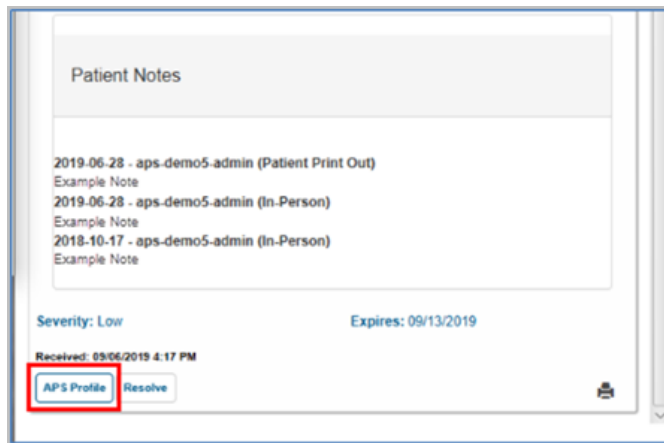 Patient Notes
2019-06-28 - aps-demo5-admin (Patient Print Out)
Example Note
2019-06-28 - aps-demo5-admin (In-Person)
Example Note
2018-10-17 - aps-demo5-admin (In-Person)
Example Note
Severity: Low Expires: 09/13/2019
Received: 09/06/2019 4:17 PM
APS Profile Resolve